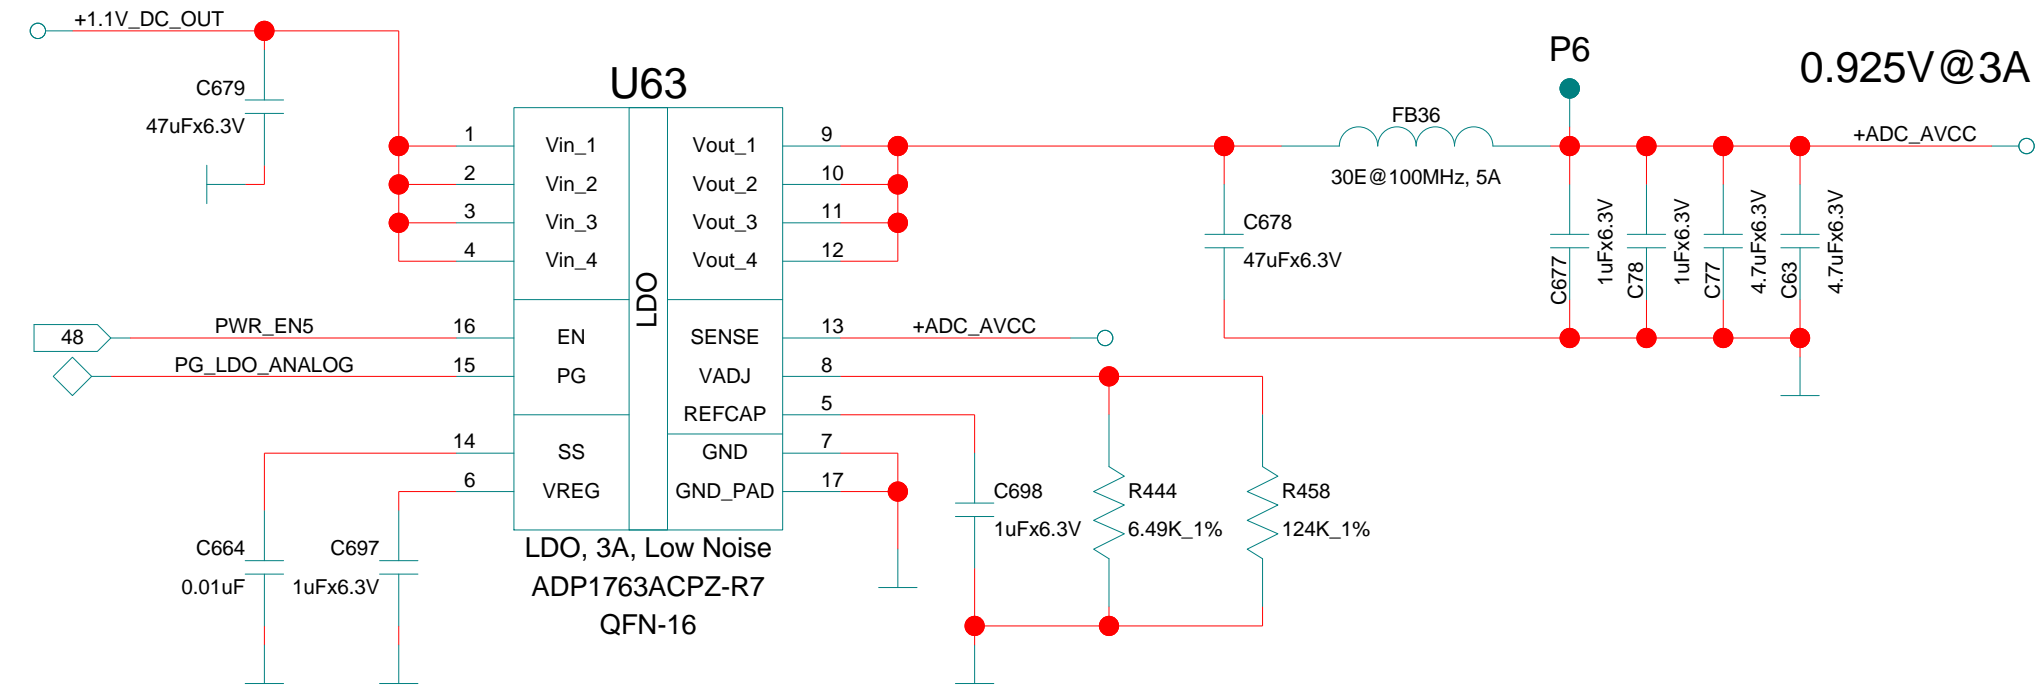 +1.1V_DC_OUT
P6
0.925V@3A
C679
47uFx6.3V
U63
FB36
30E@100MHz, 5A
+ADC_AVCC
1
Vin_1
Vout_1
9
2
Vin_2
Vout_2
10
3
Vin_3
Vout_3
11
4
Vin_4
Vout_4
12
LDO
C678
47uFx6.3V
C677
1uFx6.3V
C78
1uFx6.3V
C77
4.7uFx6.3V
C63
4.7uFx6.3V
48
PWR_EN5
16
EN
SENSE
13
+ADC_AVCC
PG_LDO_ANALOG
15
PG
VADJ
8
REFCAP
5
14
SS
GND
7
6
VREG
GND_PAD
17
C664
0.01uF
C697
1uFx6.3V
C698
1uFx6.3V
R444
6.49K_1%
R458
124K_1%
LDO, 3A, Low Noise
ADP1763ACPZ-R7
QFN-16